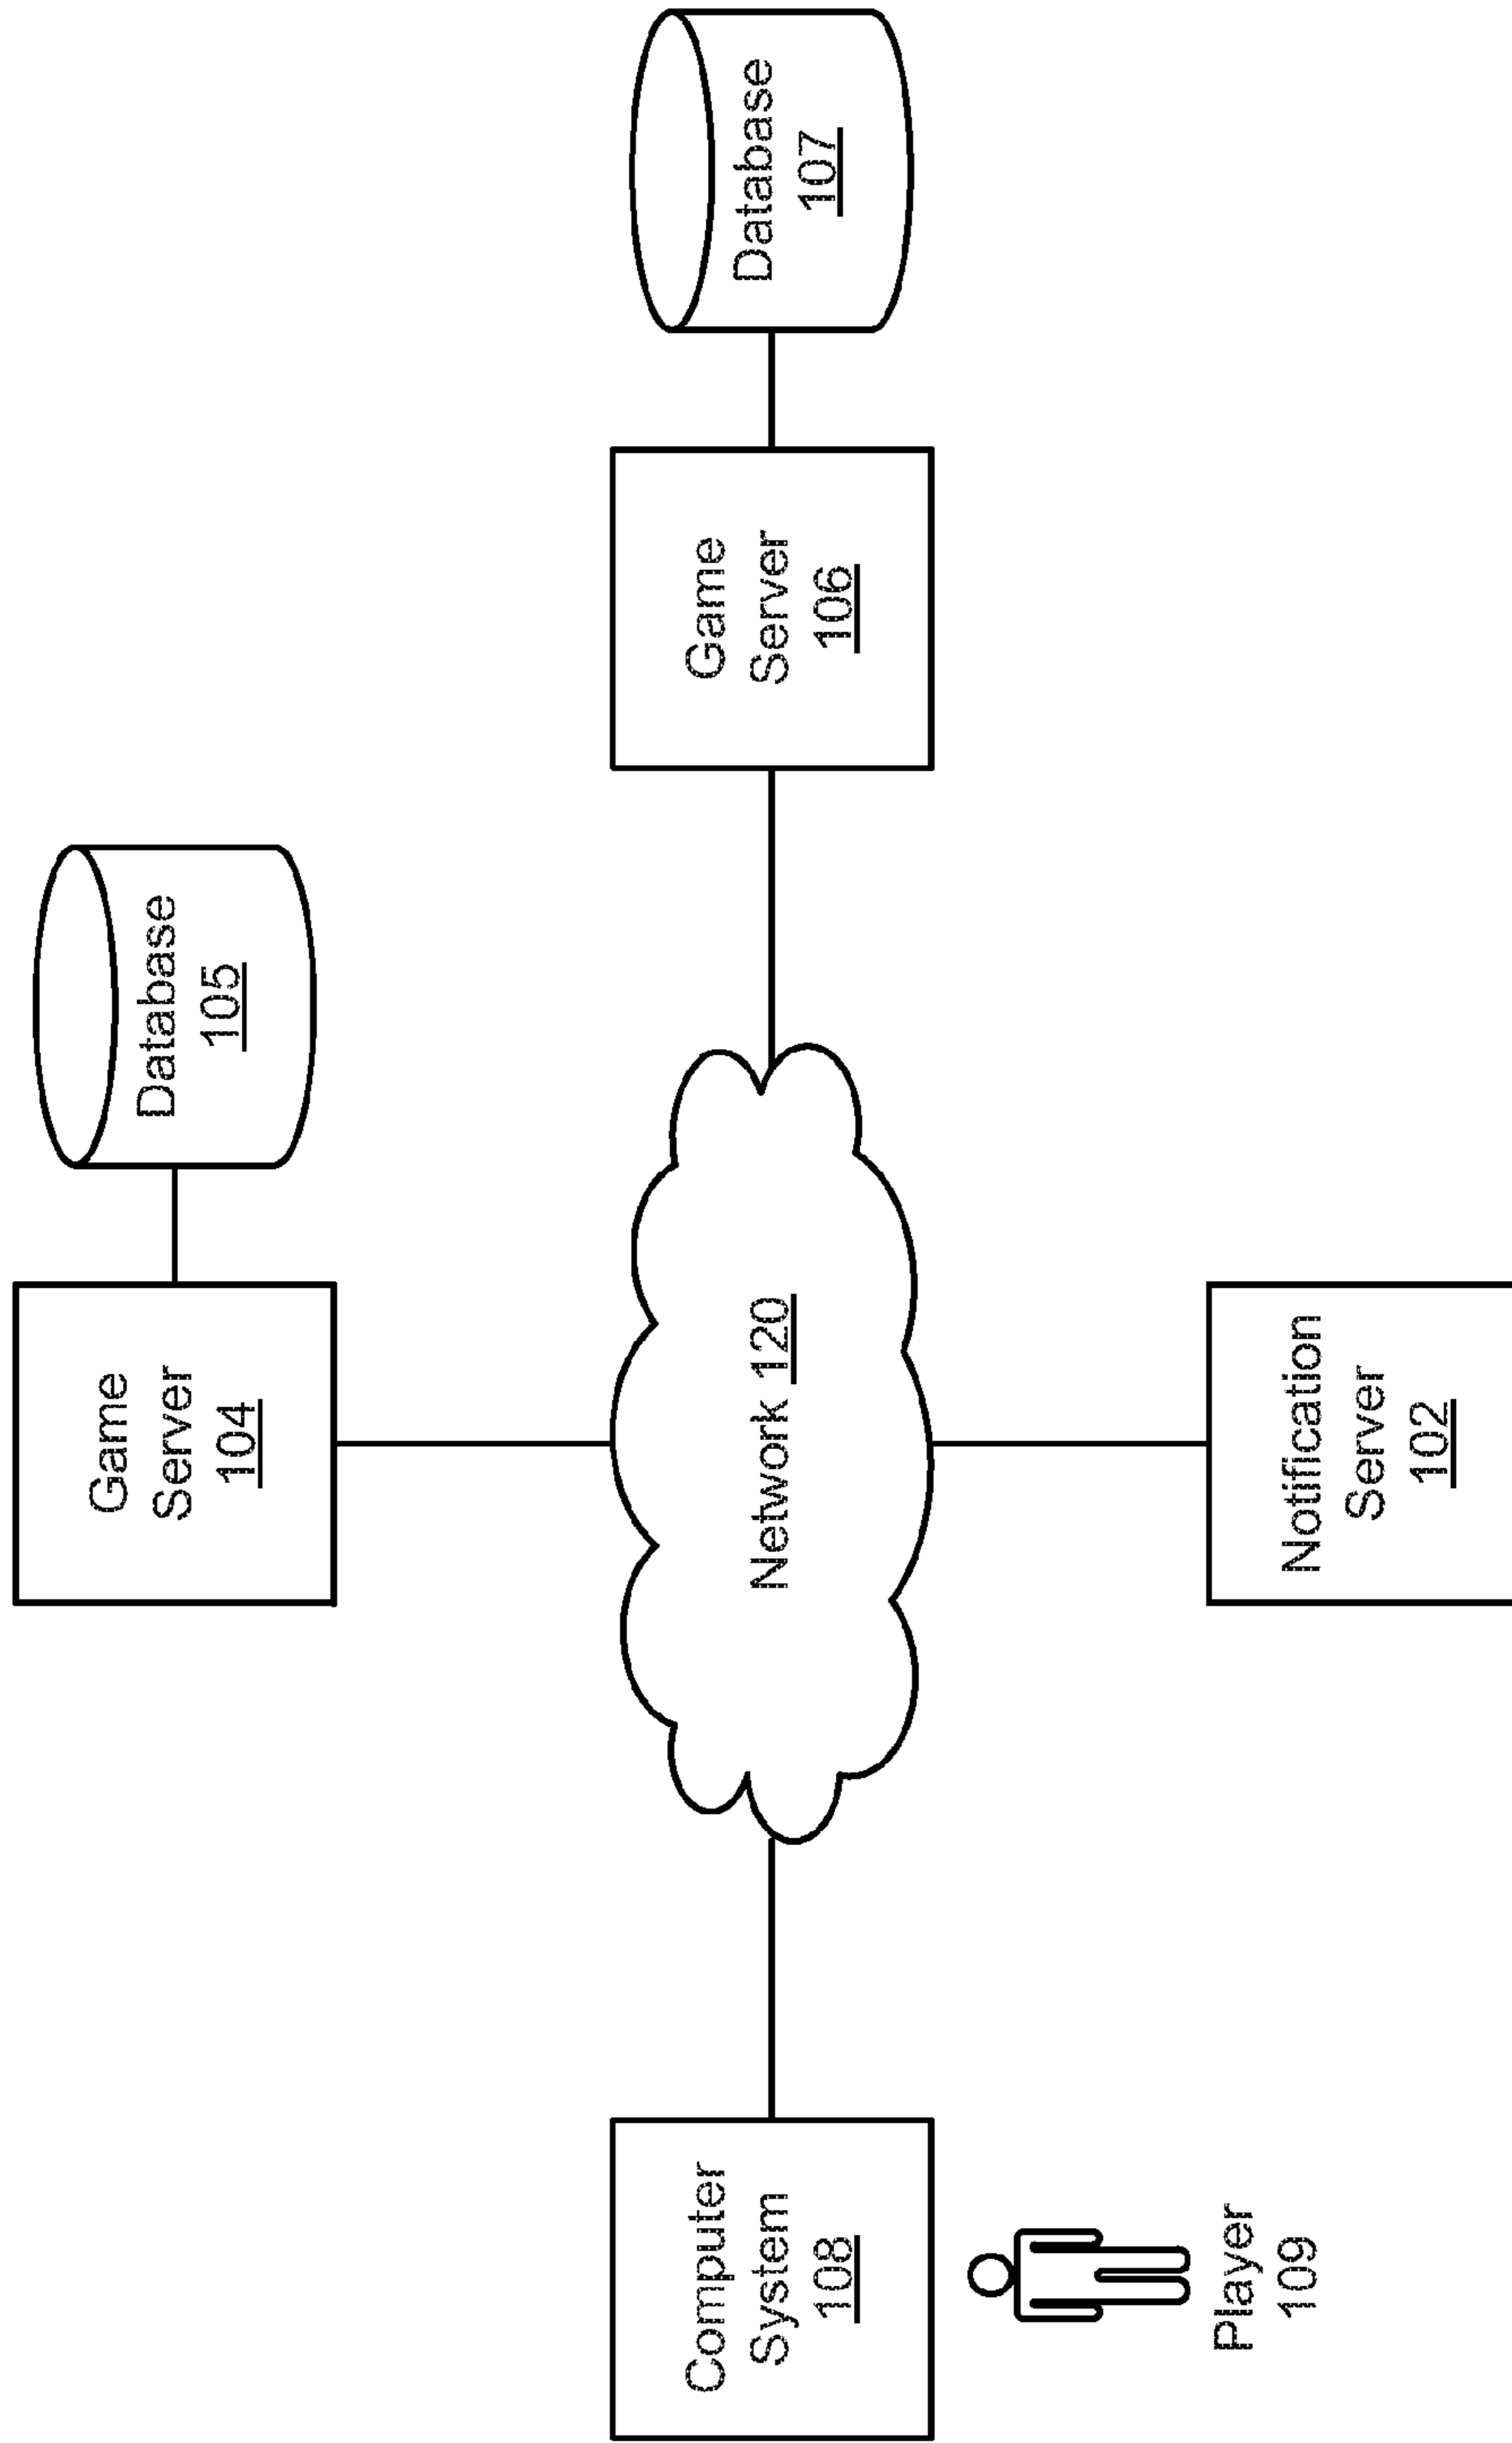 Game
Server
104
Database
105
Computer
System
108
Network 120
Game
Server
106
Database
107
Player
109
Notification
Server
102